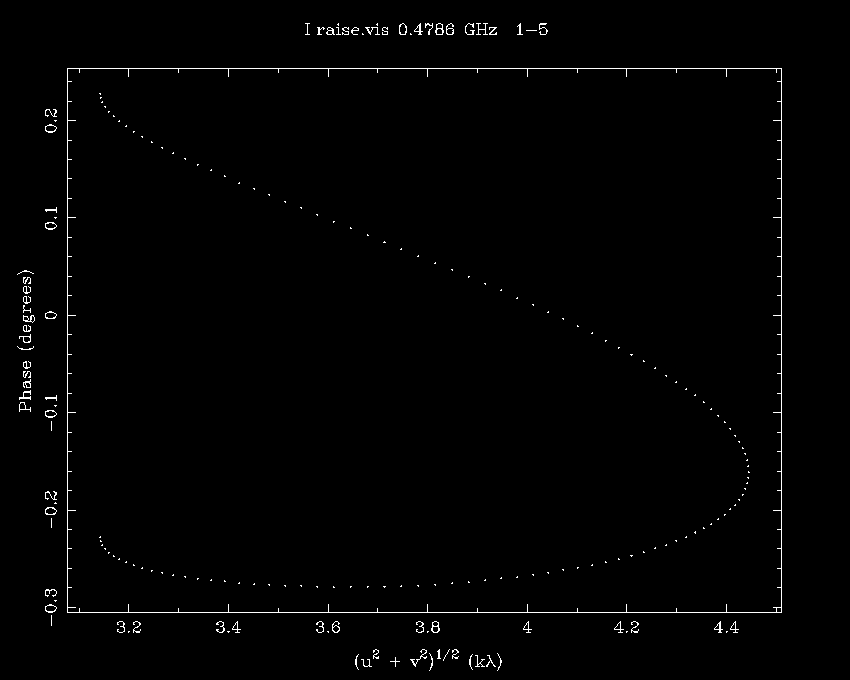 I raise.vis 0.4786 GHz 1−5
0.2
0.1
0
−0.1
−0.2
−0.3
Phase (degrees)
3.2 3.4 3.6 3.8 4 4.2 4.4
(u² + v²)^1/2 (kλ)